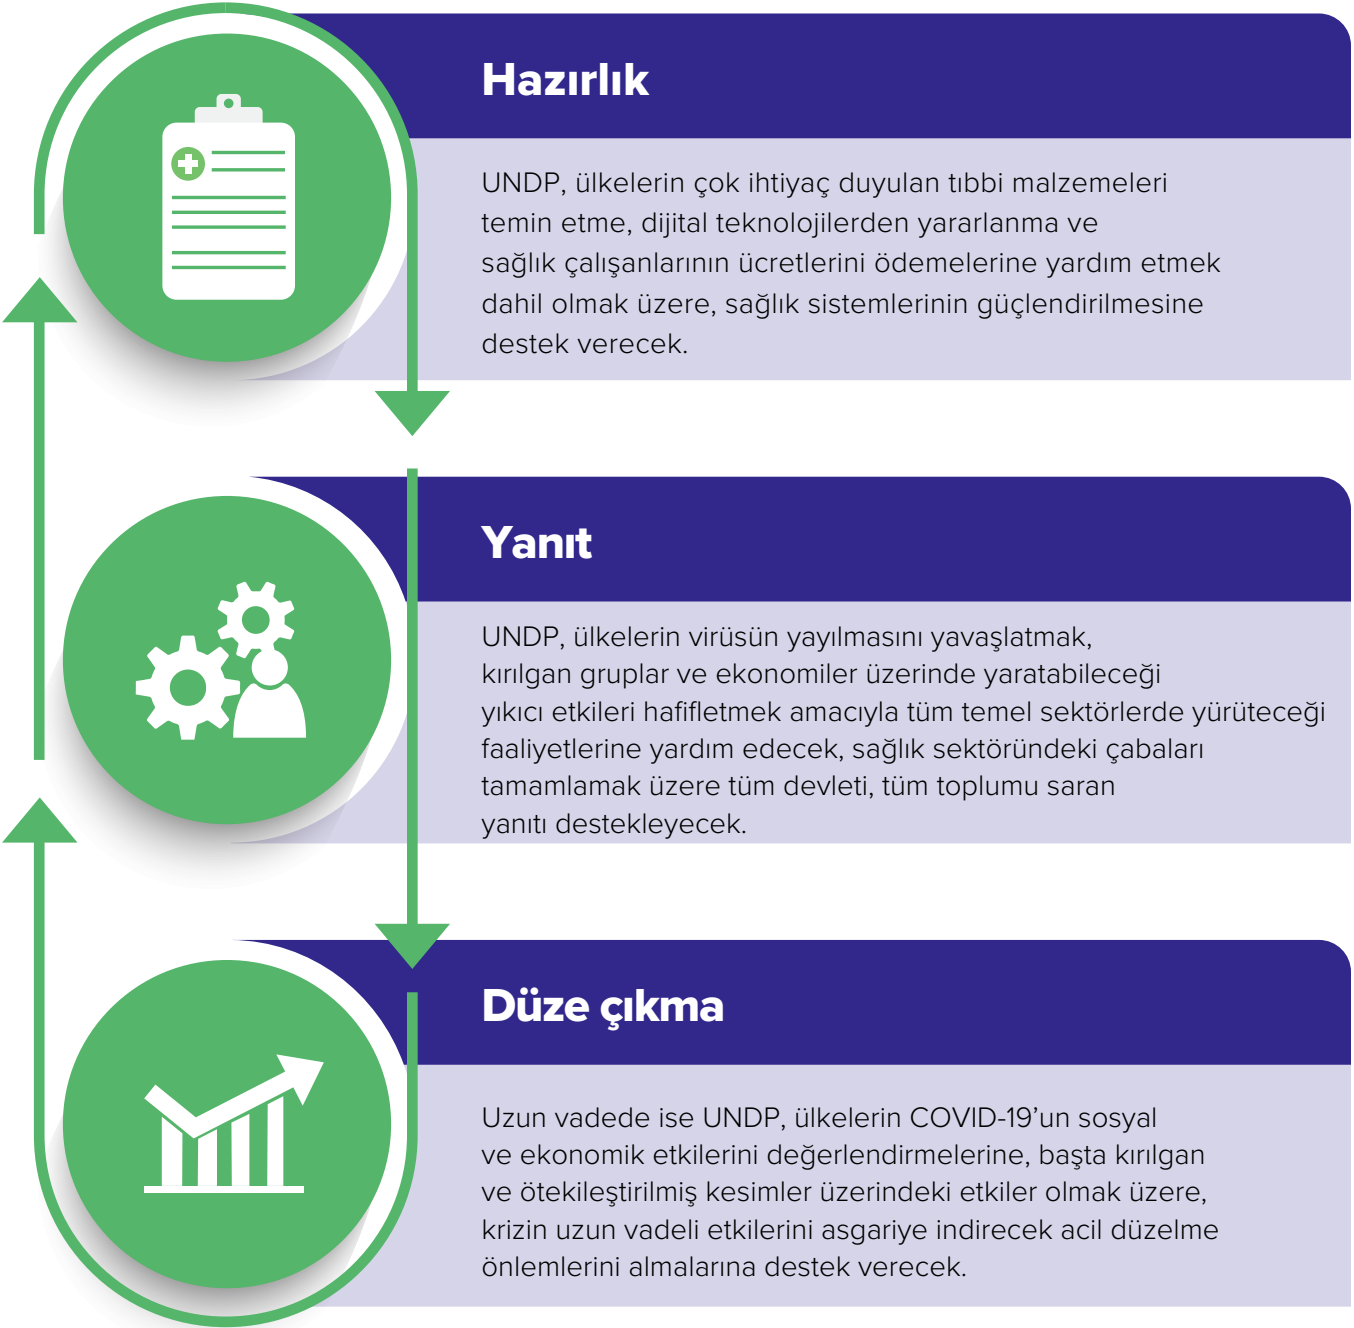 Hazırlık
UNDP, ülkelerin çok ihtiyaç duyulan tıbbi malzemeleri
temin etme, dijital teknolojilerden yararlanma ve
sağlık çalışanlarının ücretlerini ödemelerine yardım etmek
dahil olmak üzere, sağlık sistemlerinin güçlendirilmesine
destek verecek.
Yanıt
UNDP, ülkelerin virüsün yayılmasını yavaşlatmak,
kırılgan gruplar ve ekonomiler üzerinde yaratabileceği
yıkıcı etkileri hafifletmek amacıyla tüm temel sektörlerde yürüteceği
faaliyetlerine yardım edecek, sağlık sektöründeki çabaları
tamamlamak üzere tüm devleti, tüm toplumu saran
yanıtı destekleyecek.
Düze çıkma
Uzun vadede ise UNDP, ülkelerin COVID-19’un sosyal
ve ekonomik etkilerini değerlendirmelerine, başta kırılgan
ve ötekileştirilmiş kesimler üzerindeki etkiler olmak üzere,
krizin uzun vadeli etkilerini asgariye indirecek acil düzelme
önlemlerini almalarına destek verecek.